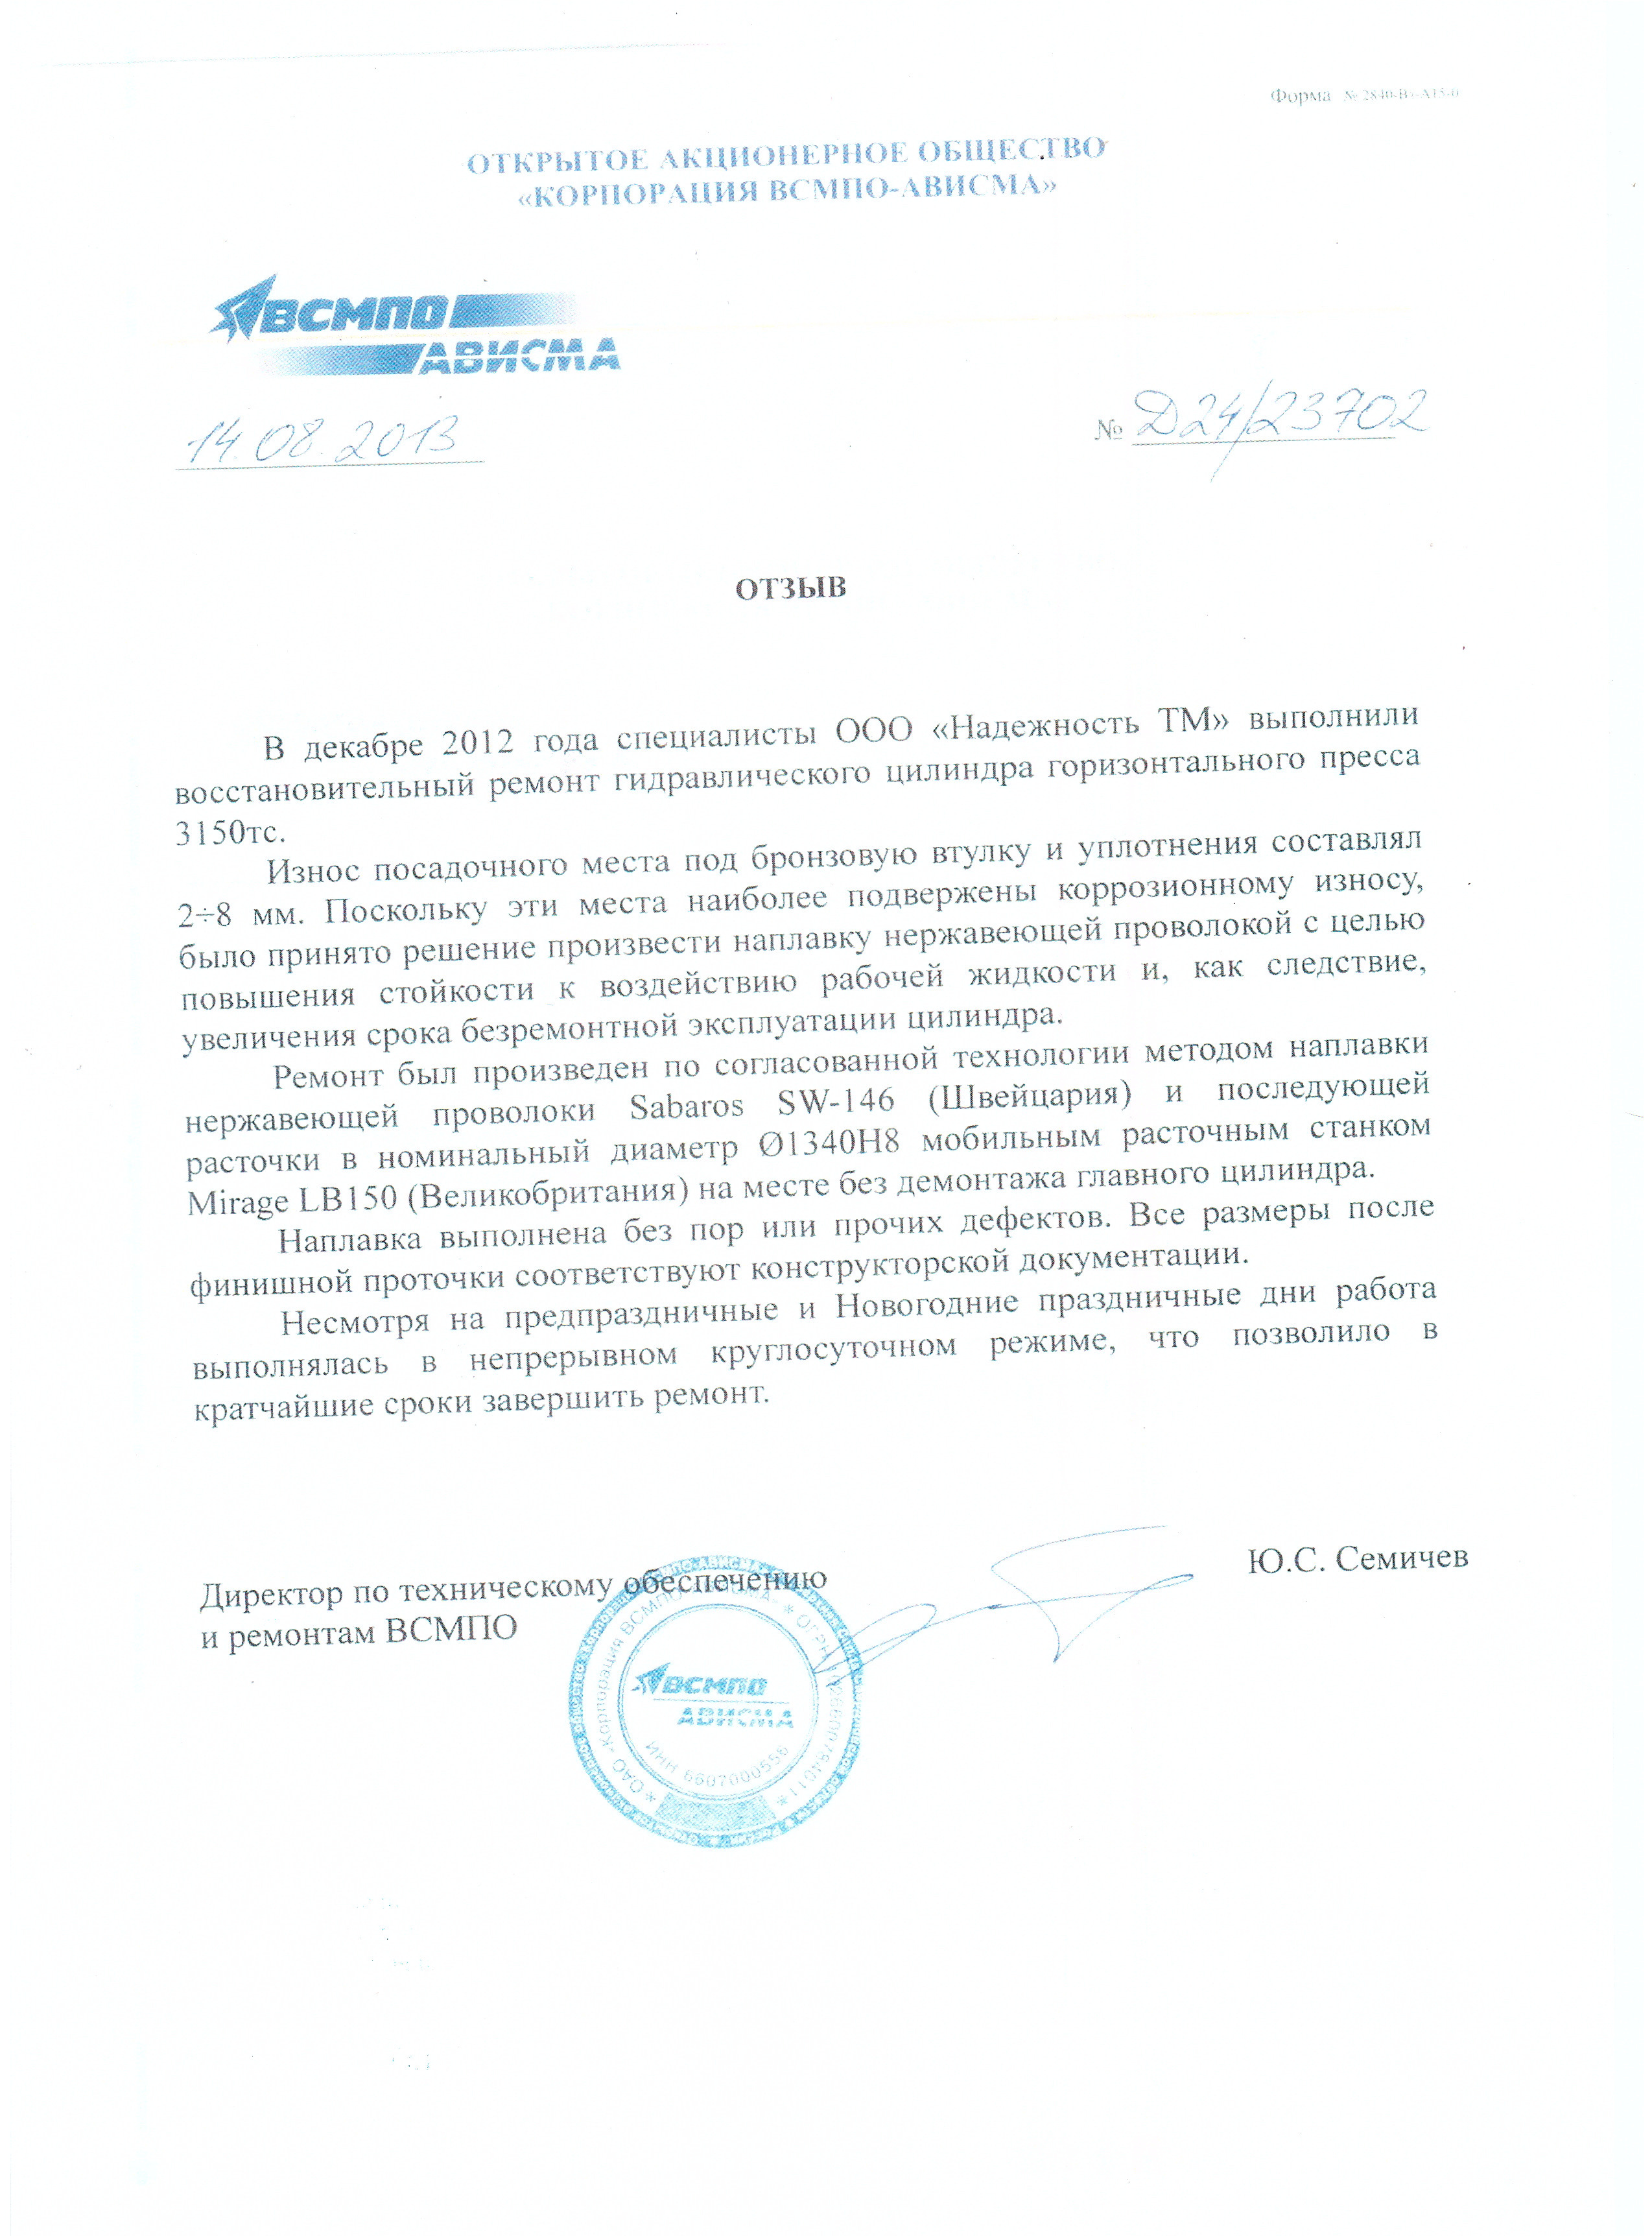 Форма
ОТКРЫТОЕ АКЦИОНЕРНОЕ ОБЩЕСТВО
«КОРПОРАЦИЯ ВСМПО-АВИСМА»
ВСМПО
АВИСМА
14.08.2013
№ Д24/23702
ОТЗЫВ
В декабре 2012 года специалисты ООО «Надежность ТМ» выполнили
восстановительный ремонт гидравлического цилиндра горизонтального пресса
3150тс.
Износ посадочного места под бронзовую втулку и уплотнения составлял
2÷8 мм. Поскольку эти места наиболее подвержены коррозионному износу,
было принято решение произвести наплавку нержавеющей проволокой с целью
повышения стойкости к воздействию рабочей жидкости и, как следствие,
увеличения срока безремонтной эксплуатации цилиндра.
Ремонт был произведен по согласованной технологии методом наплавки
нержавеющей проволоки Sabaros SW-146 (Швейцария) и последующей
расточки в номинальный диаметр Ø1340Н8 мобильным расточным станком
Mirage LB150 (Великобритания) на месте без демонтажа главного цилиндра.
Наплавка выполнена без пор или прочих дефектов. Все размеры после
финишной проточки соответствуют конструкторской документации.
Несмотря на предпраздничные и Новогодние праздничные дни работа
выполнялась в непрерывном круглосуточном режиме, что позволило в
кратчайшие сроки завершить ремонт.
Директор по техническому обеспечению
и ремонтам ВСМПО
Ю.С. Семичев
ОАО «Корпорация ВСМПО-АВИСМА»
ВСМПО
АВИСМА
ИНН 6607000556